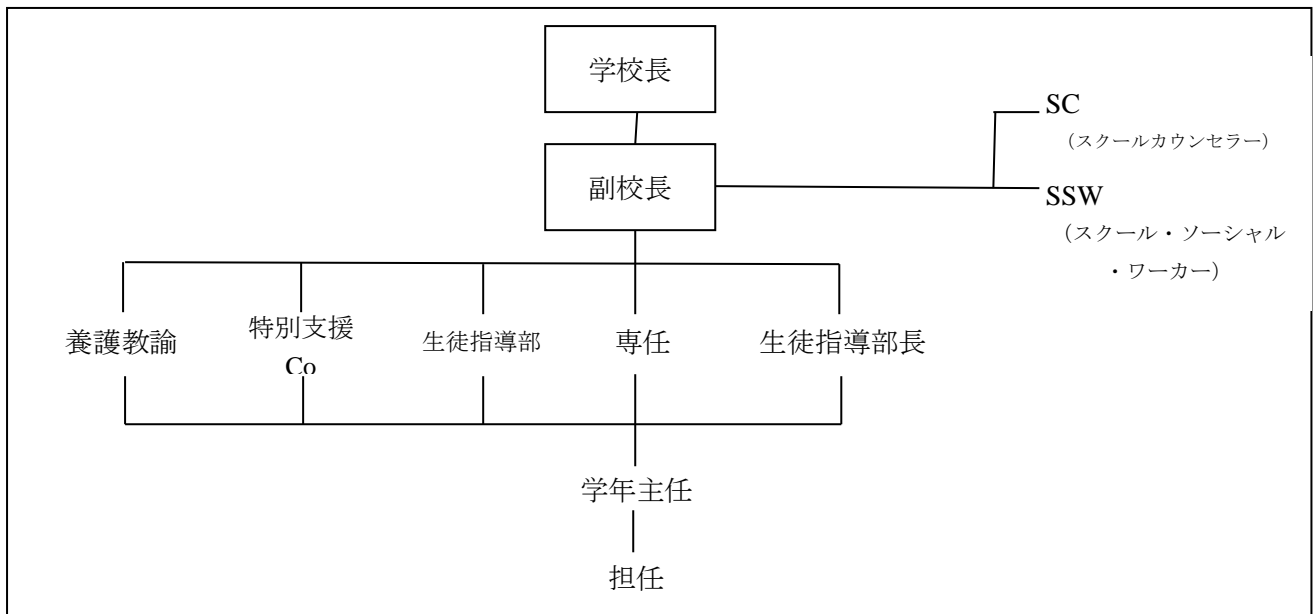 学校長
SC
（スクールカウンセラー）
副校長
SSW
（スクール・ソーシャル
・ワーカー）
養護教諭
特別支援
Co
生徒指導部
専任
生徒指導部長
学年主任
担任